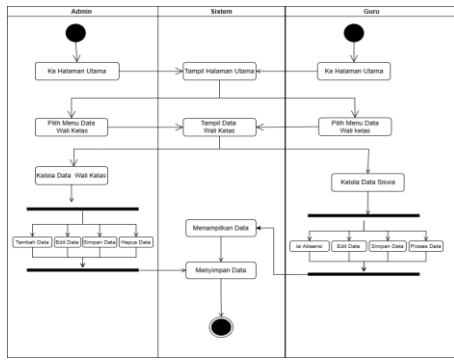 Admin
Sistem
Guru
Ke Halaman Utama
Tampil Halaman Utama
Ke Halaman Utama
Pilih Menu Data
Wali Kelas
Tampil Data
Wali Kelas
Pilih Menu Data
Wali kelas
Kelola Data Wali Kelas
Kelola Data Siswa
Tambah Data
Edit Data
Simpan Data
Hapus Data
Menampilkan Data
Isi Absensi
Edit Data
Simpan Data
Proses Data
Menyimpan Data